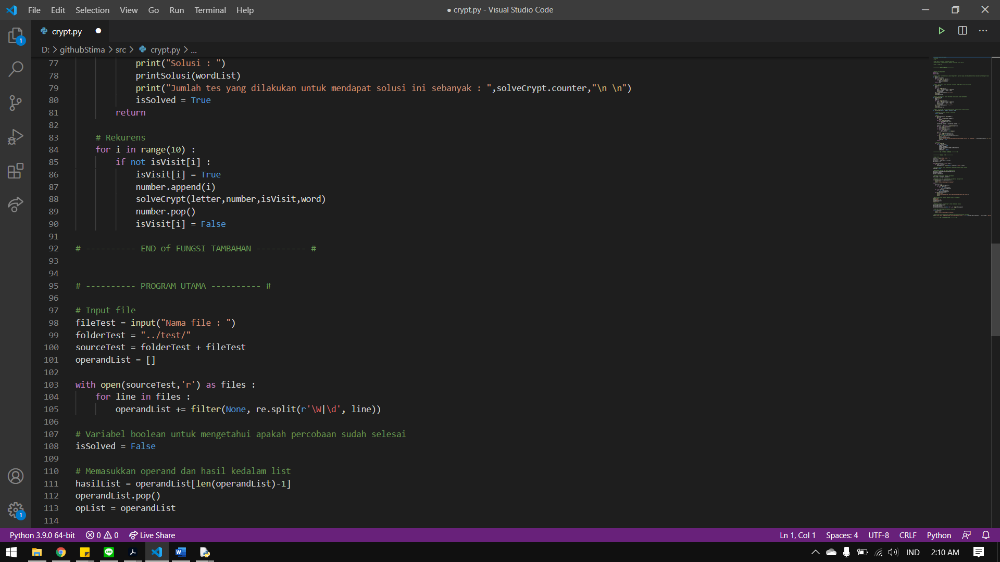 File Edit Selection View Go Run Terminal Help
● crypt.py - Visual Studio Code
crypt.py
D: > githubStima > src > crypt.py > ...
77 print("Solusi : ")
78 printSolusi(wordList)
79 print("Jumlah tes yang dilakukan untuk mendapat solusi ini sebanyak : ",solveCrypt.counter,"\n \n")
80 isSolved = True
81 return
82
83 # Rekurens
84 for i in range(10) :
85 if not isVisit[i] :
86 isVisit[i] = True
87 number.append(i)
88 solveCrypt(letter,number,isVisit,word)
89 number.pop()
90 isVisit[i] = False
91
92 # ---------- END of FUNGSI TAMBAHAN ---------- #
93
94
95 # ---------- PROGRAM UTAMA ---------- #
96
97 # Input file
98 fileTest = input("Nama file : ")
99 folderTest = "../test/"
100 sourceTest = folderTest + fileTest
101 operandList = []
102
103 with open(sourceTest,'r') as files :
104 for line in files :
105 operandList += filter(None, re.split(r'\W|\d', line))
106
107 # Variabel boolean untuk mengetahui apakah percobaan sudah selesai
108 isSolved = False
109
110 # Memasukkan operand dan hasil kedalam list
111 hasilList = operandList[len(operandList)-1]
112 operandList.pop()
113 opList = operandList
114
1
1
Python 3.9.0 64-bit 0 0 Live Share
Ln 1, Col 1 Spaces: 4 UTF-8 CRLF Python
IND 2:10 AM